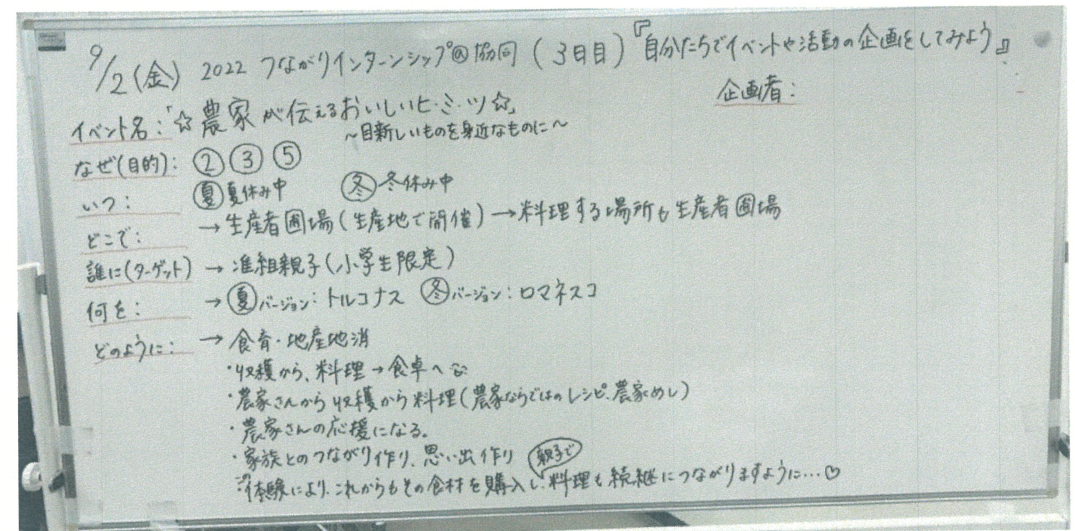 9/2(金) 2022 つながりインターンシップ@協同(3日目)『自分たちでイベントや活動の企画をしてみよう』
企画者:
イベント名:「☆農家が伝えるおいしいヒ・ミ・ツ☆」
~目新しいものを身近なものに~
なぜ(目的): ② ③ ⑤
いつ: 夏 夏休み中 冬 冬休み中
どこで: →生産者圃場(生産地で開催)→料理する場所も生産者圃場
誰に(ターゲット) →准組親子(小学生限定)
何を: →夏バージョン:トルコナス 冬バージョン:ロマネスコ
どのように: →食育・地産地消
・収穫から、料理→食卓へ
・農家さんから収穫から料理(農家ならではのレシピ、農家めし)
・農家さんの応援になる。
・家族とのつながり作り、思い出作り
親子で
※体験により、これからもその食材を購入し、料理も継続につながりますように…♡